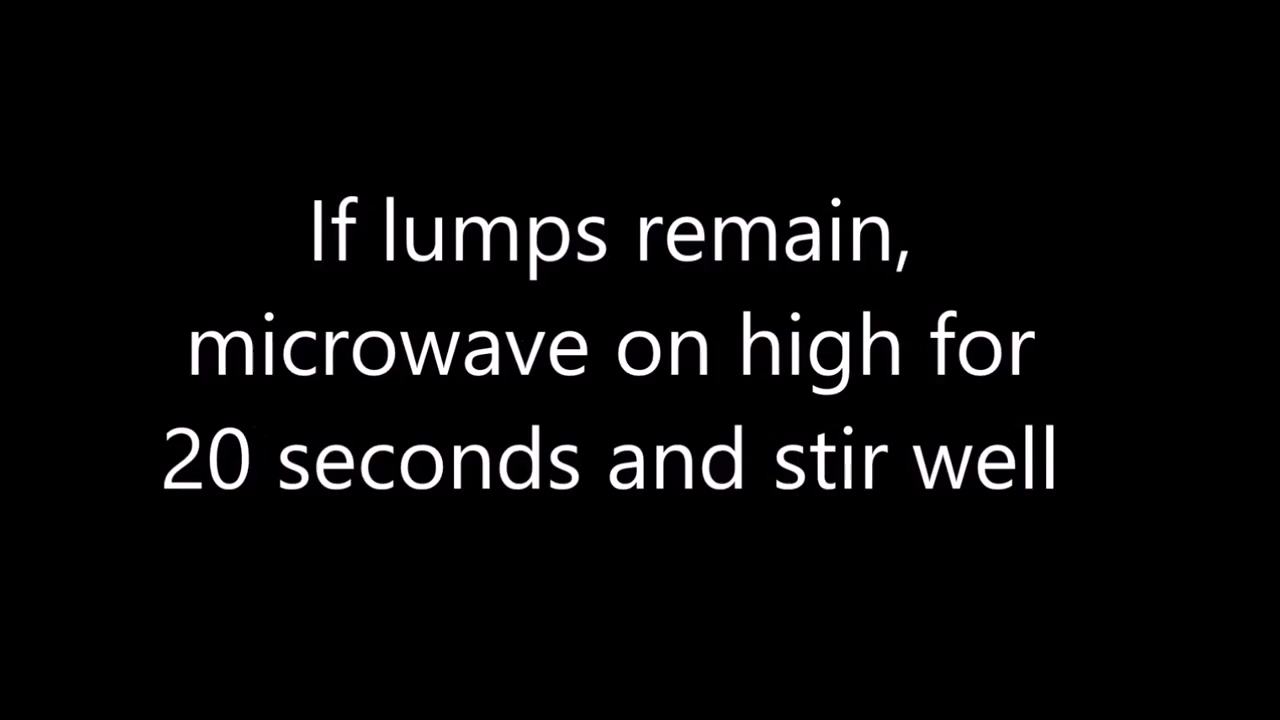 If lumps remain,
microwave on high for
20 seconds and stir well